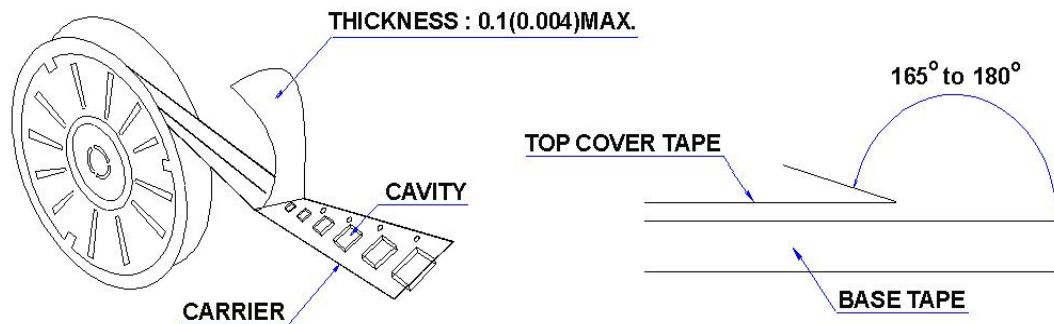 THICKNESS : 0.1(0.004)MAX.
165° to 180°
TOP COVER TAPE
CAVITY
CARRIER
BASE TAPE